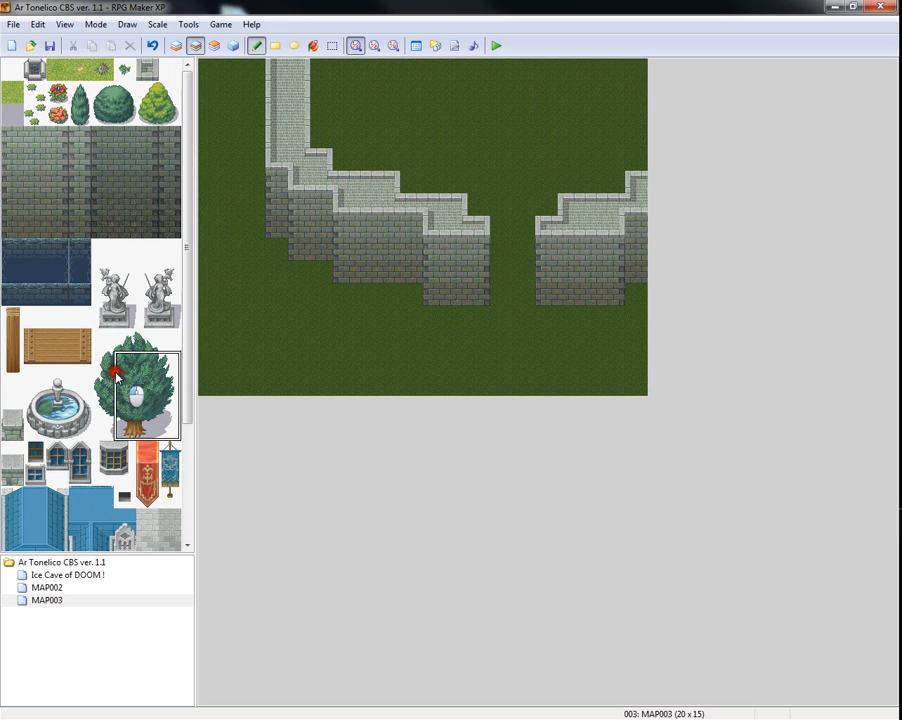 Ar Tonelico CBS ver. 1.1 - RPG Maker XP
File Edit View Mode Draw Scale Tools Game Help
Ar Tonelico CBS ver. 1.1
Ice Cave of DOOM !
MAP002
MAP003
003: MAP003 (20 x 15)